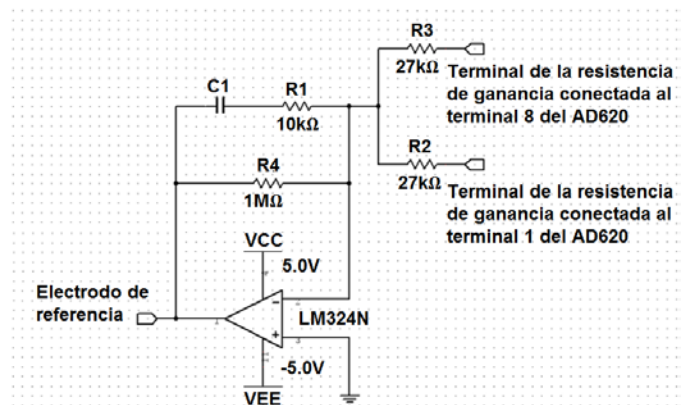 R3
27kΩ
Terminal de la resistencia
de ganancia conectada al
terminal 8 del AD620
C1
R1
10kΩ
R2
27kΩ
R4
1MΩ
Terminal de la resistencia
de ganancia conectada al
terminal 1 del AD620
VCC
5.0V
Electrodo de
referencia
LM324N
-5.0V
VEE